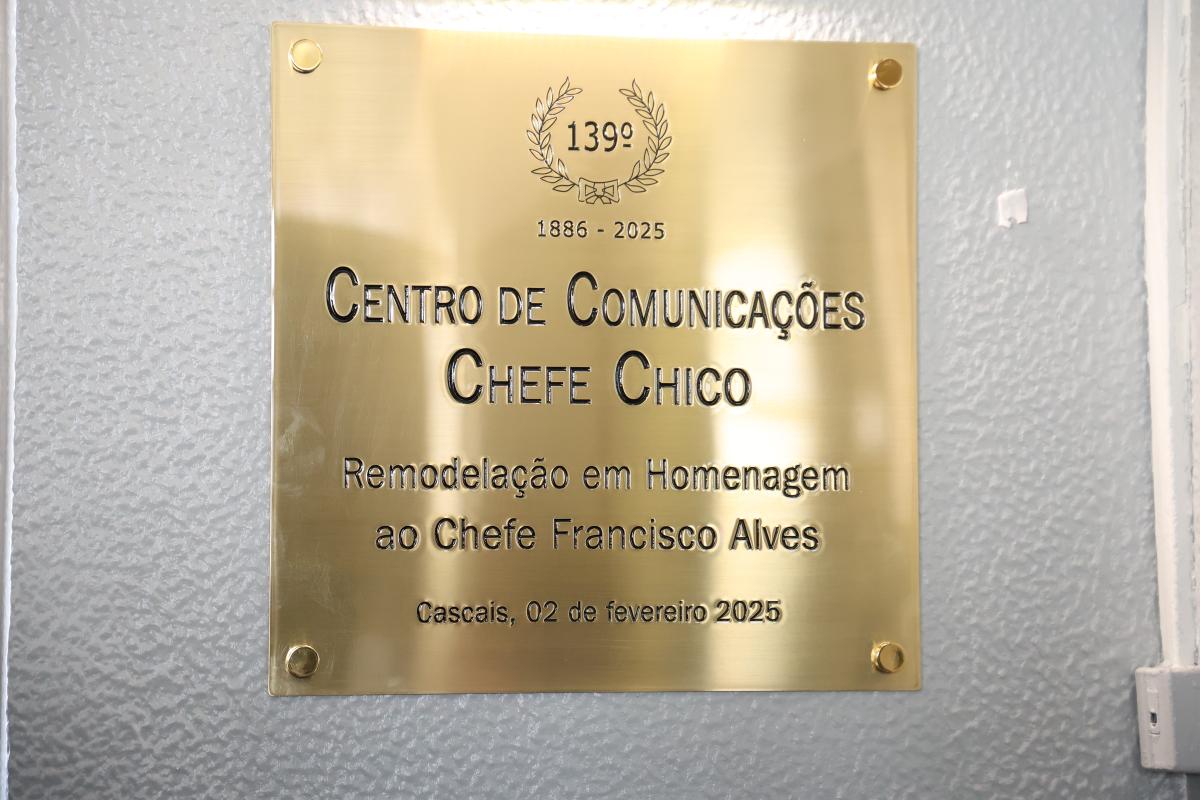 139º
1886 - 2025
CENTRO DE COMUNICAÇÕES
CHEFE CHICO
Remodelação em Homenagem
ao Chefe Francisco Alves
Cascais, 02 de fevereiro 2025